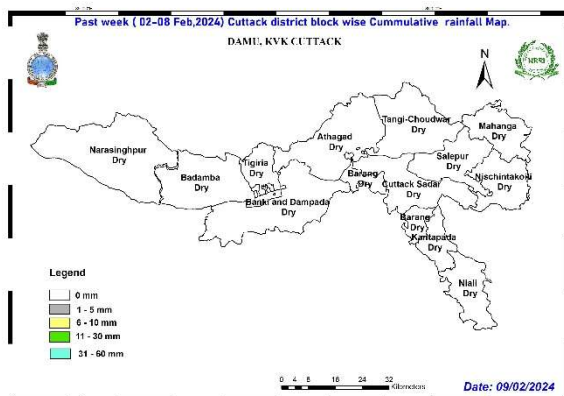 Past week ( 02-08 Feb,2024) Cuttack district block wise Cummulative rainfall Map.
DAMU, KVK CUTTACK
N
Tangi-Choudwar
Dry
Mahanga
Dry
Athagad
Dry
Narasinghpur
Dry
Salepur
Dry
Tigiria
Dry
Badamba
Dry
Barang
Dry
Nischintakoili
Dry
Cuttack Sadar
Dry
Banki and Dampada
Dry
Barang
Dry
Kantapada
Dry
Niali
Dry
Legend
0 mm
1 - 5 mm
6 - 10 mm
11 - 30 mm
31 - 60 mm
0 4 8 16 24 32
Kilometers
Date: 09/02/2024